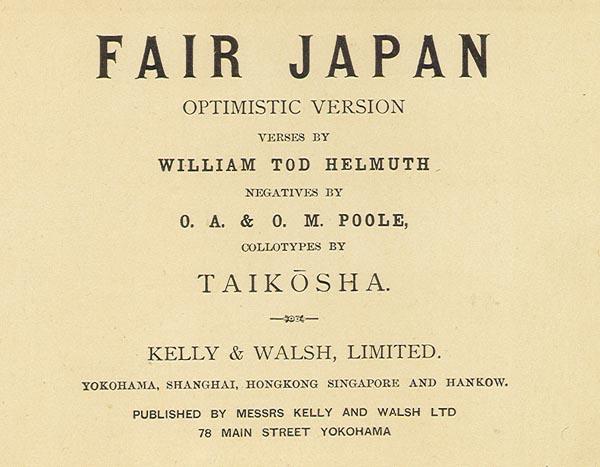 FAIR JAPAN
OPTIMISTIC VERSION
VERSES BY
WILLIAM TOD HELMUTH
NEGATIVES BY
O. A. & O. M. POOLE,
COLLOTYPES BY
TAIKŌSHA.
KELLY & WALSH, LIMITED.
YOKOHAMA, SHANGHAI, HONGKONG SINGAPORE AND HANKOW.
PUBLISHED BY MESSRS KELLY AND WALSH LTD
78 MAIN STREET YOKOHAMA